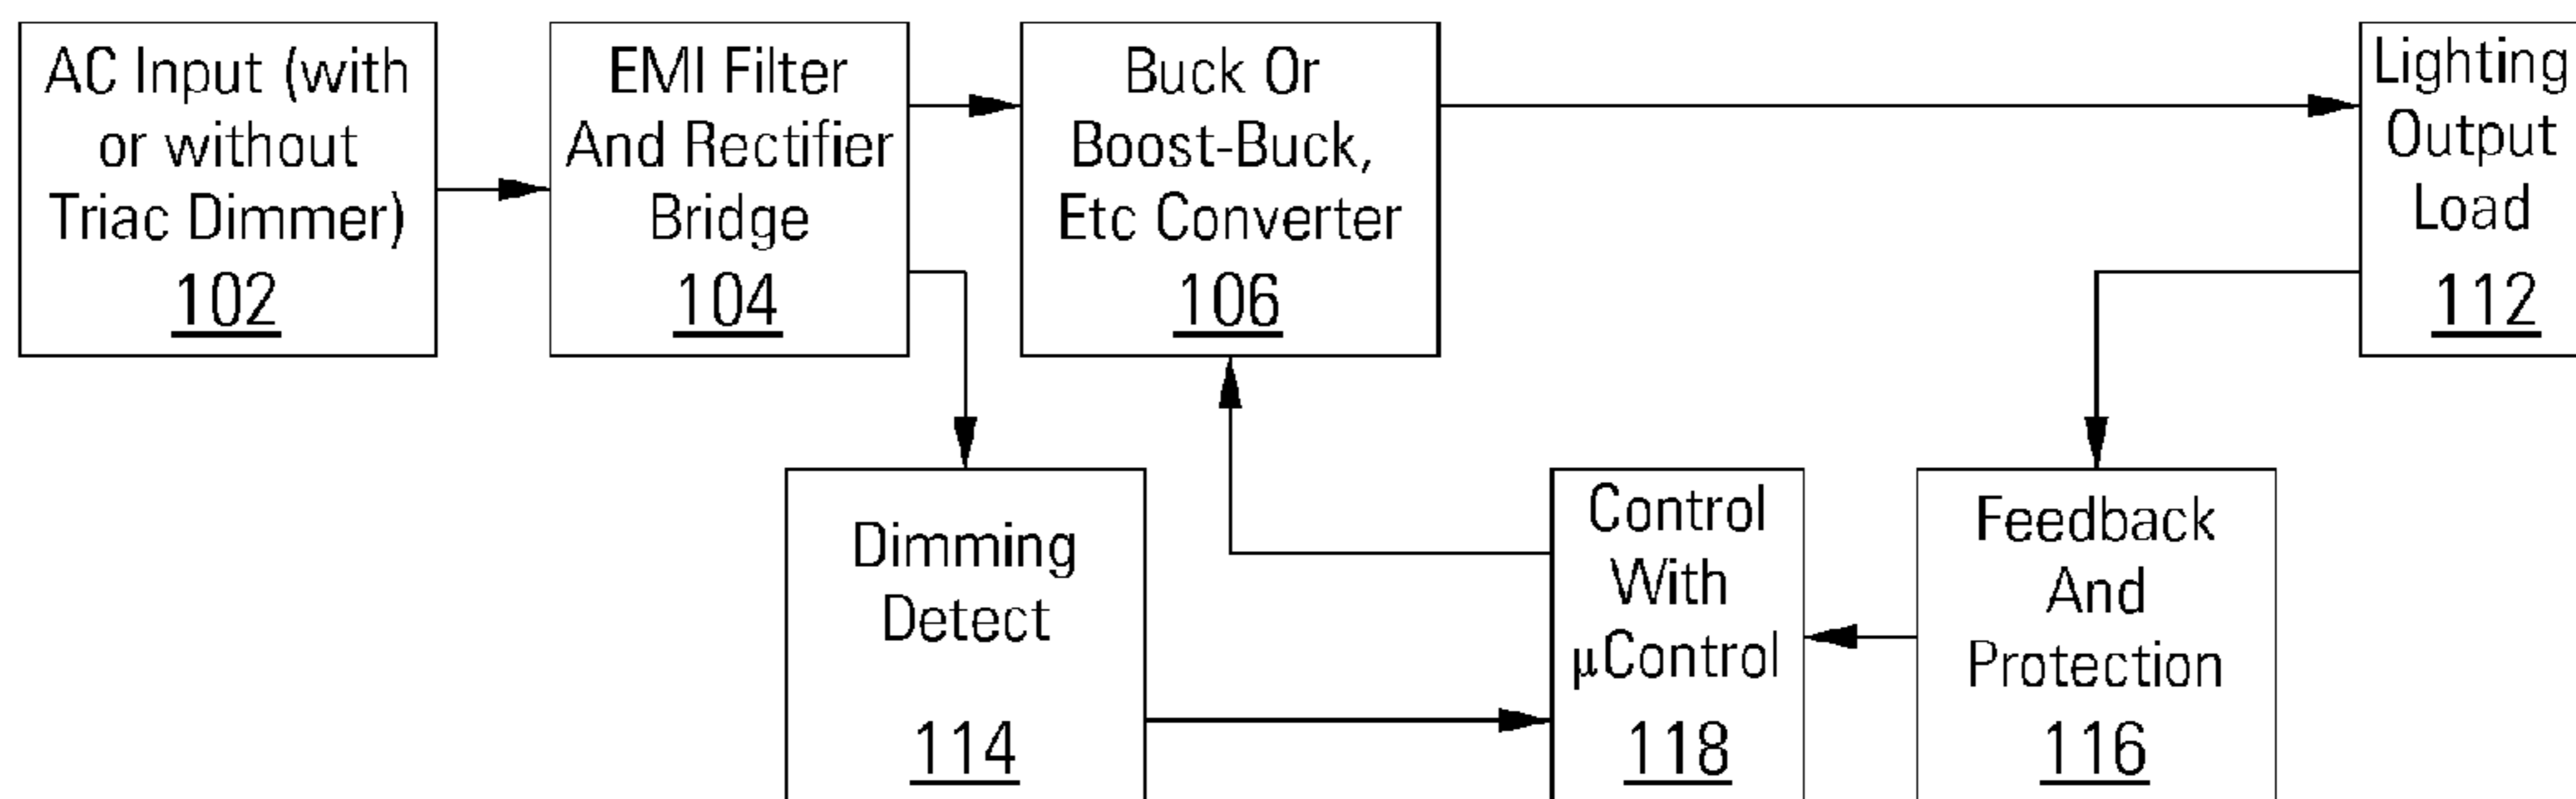 AC Input (with
or without
Triac Dimmer)
102
EMI Filter
And Rectifier
Bridge
104
Buck Or
Boost-Buck,
Etc Converter
106
Lighting
Output
Load
112
Dimming
Detect
114
Control
With
μControl
118
Feedback
And
Protection
116